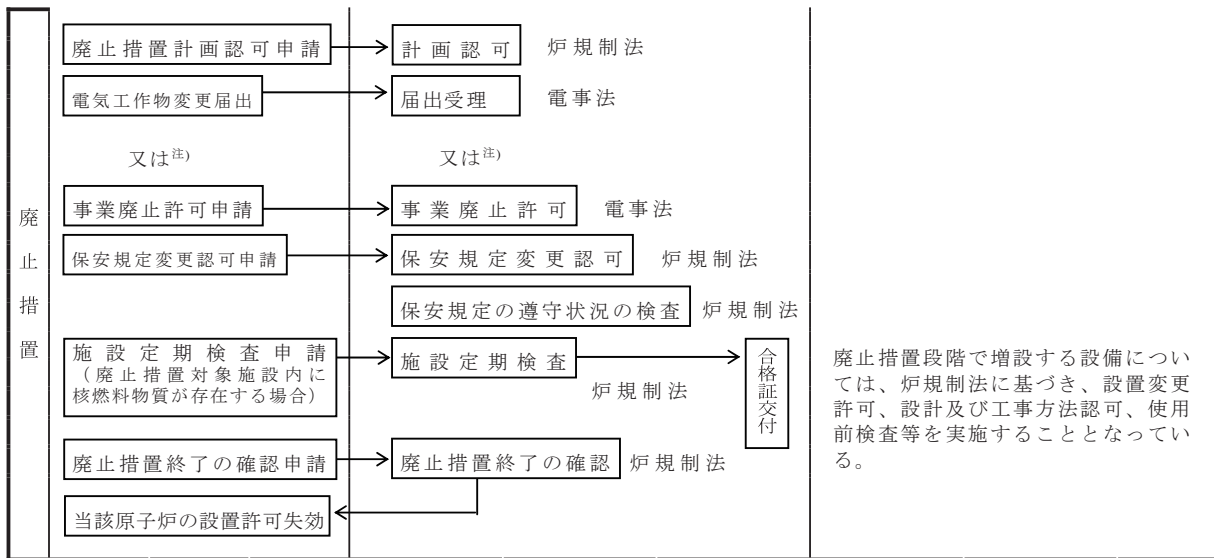 廃止措置
廃止措置計画認可申請
計画認可
炉規制法
電気工作物変更届出
届出受理
電事法
又は注)
又は注)
事業廃止許可申請
事業廃止許可
電事法
保安規定変更認可申請
保安規定変更認可
炉規制法
保安規定の遵守状況の検査
炉規制法
施設定期検査申請
(廃止措置対象施設内に
核燃料物質が存在する場合)
施設定期検査
炉規制法
合格証交付
廃止措置段階で増設する設備につい
ては、炉規制法に基づき、設置変更
許可、設計及び工事方法認可、使用
前検査等を実施することとなってい
る。
廃止措置終了の確認申請
廃止措置終了の確認
炉規制法
当該原子炉の設置許可失効